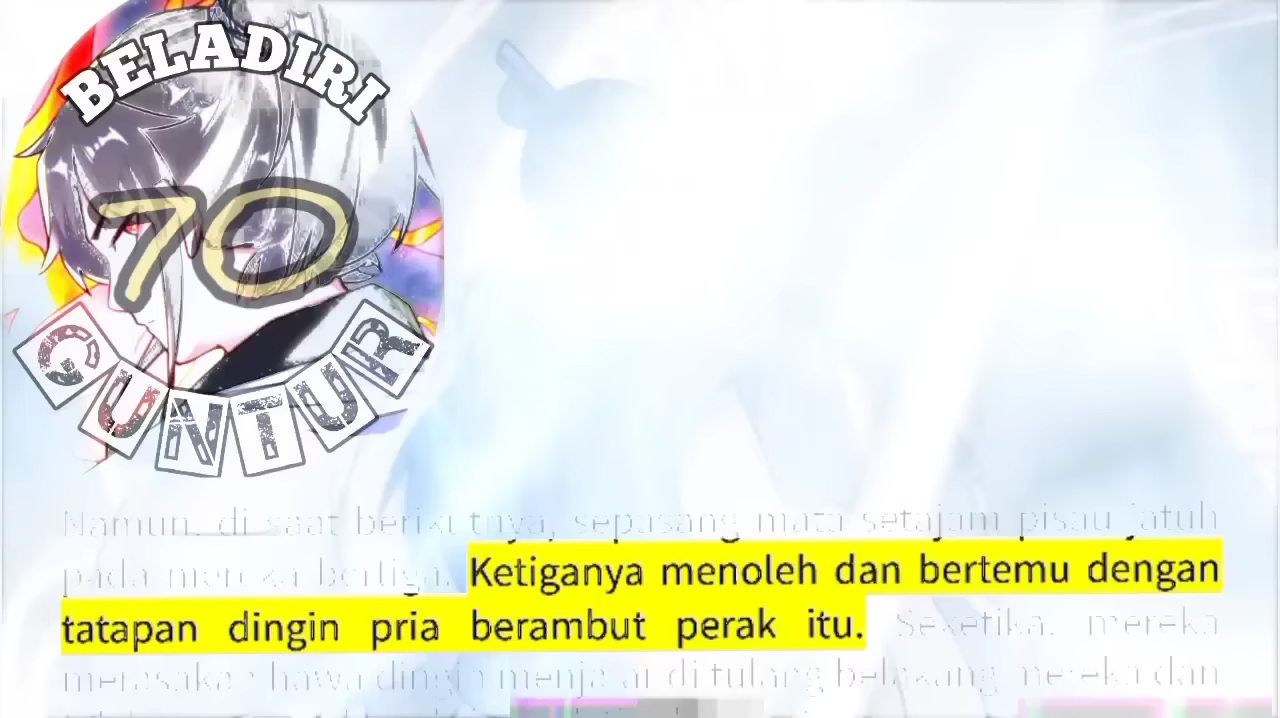 BELADIRI
70
GUNTUR
Namun, di saat berikutnya, sepasang mata setajam pisau jatuh
pada mereka bertiga. Ketiganya menoleh dan bertemu dengan
tatapan dingin pria berambut perak itu. Seketika, mereka
merasakan hawa dingin menjalar di tulang belakang mereka dan